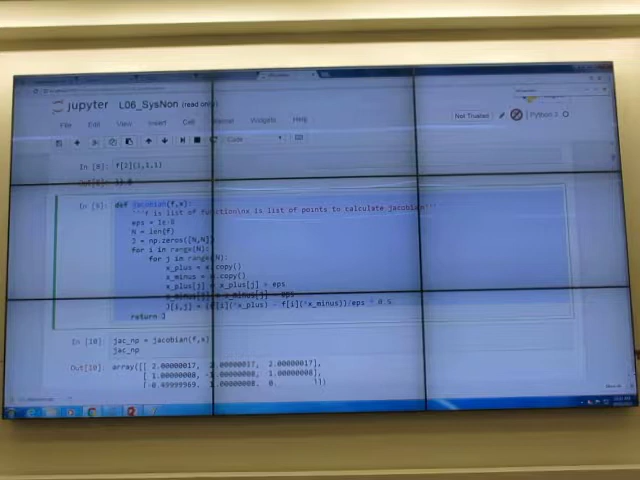 jupyter L06_SysNon (read only)
File Edit View Insert Cell Kernel Widgets Help
Not Trusted Python 3
Code
In [8]: f[2](1,1,1)
In [9]: def jacobian(f,x):
'''f is list of function\nx is list of points to calculate jacobian'''
eps = 1e-8
N = len(f)
J = np.zeros([N,N])
for i in range(N):
for j in range(N):
x_plus = x.copy()
x_minus = x.copy()
x_plus[j] = x_plus[j] + eps
x_minus[j] = x_minus[j] - eps
J[i,j] = (f[i](*x_plus) - f[i](*x_minus))/eps * 0.5
return J
In [10]: jac_np = jacobian(f,x)
jac_np
Out[10]: array([[ 2.00000017, 2.00000017, 2.00000017],
[ 1.00000008, -1.00000008, 1.00000008],
[-0.49999969, 1.00000008, 0. ]])